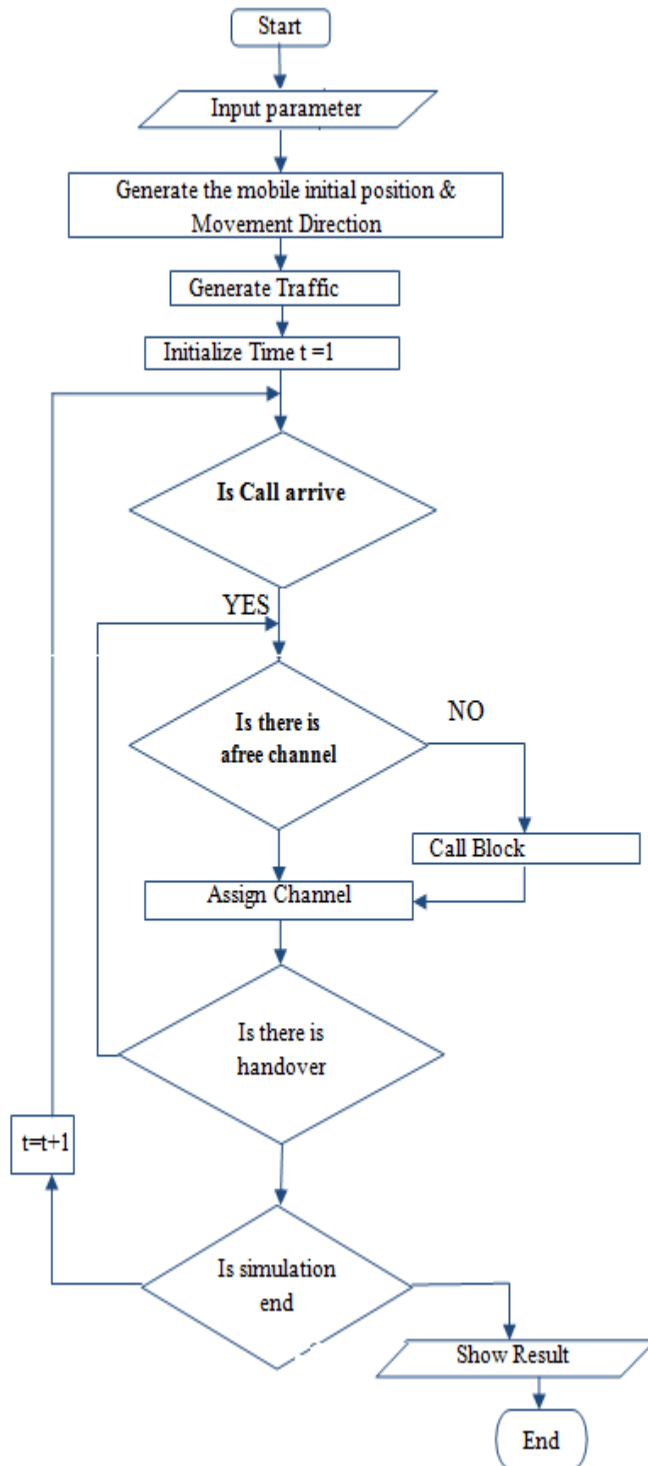 Start
Input parameter
Generate the mobile initial position &
Movement Direction
Generate Traffic
Initialize Time t =1
Is Call arrive
YES
Is there is
afree channel
NO
Call Block
Assign Channel
Is there is
handover
t=t+1
Is simulation
end
Show Result
End